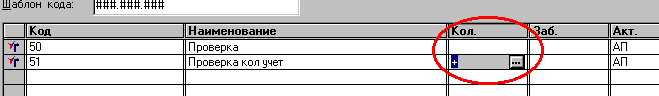 Шаблон кода: ###.###.###
Код Наименование Кол. Заб. Акт.
50 Проверка АП
51 Проверка кол учет + ... АП